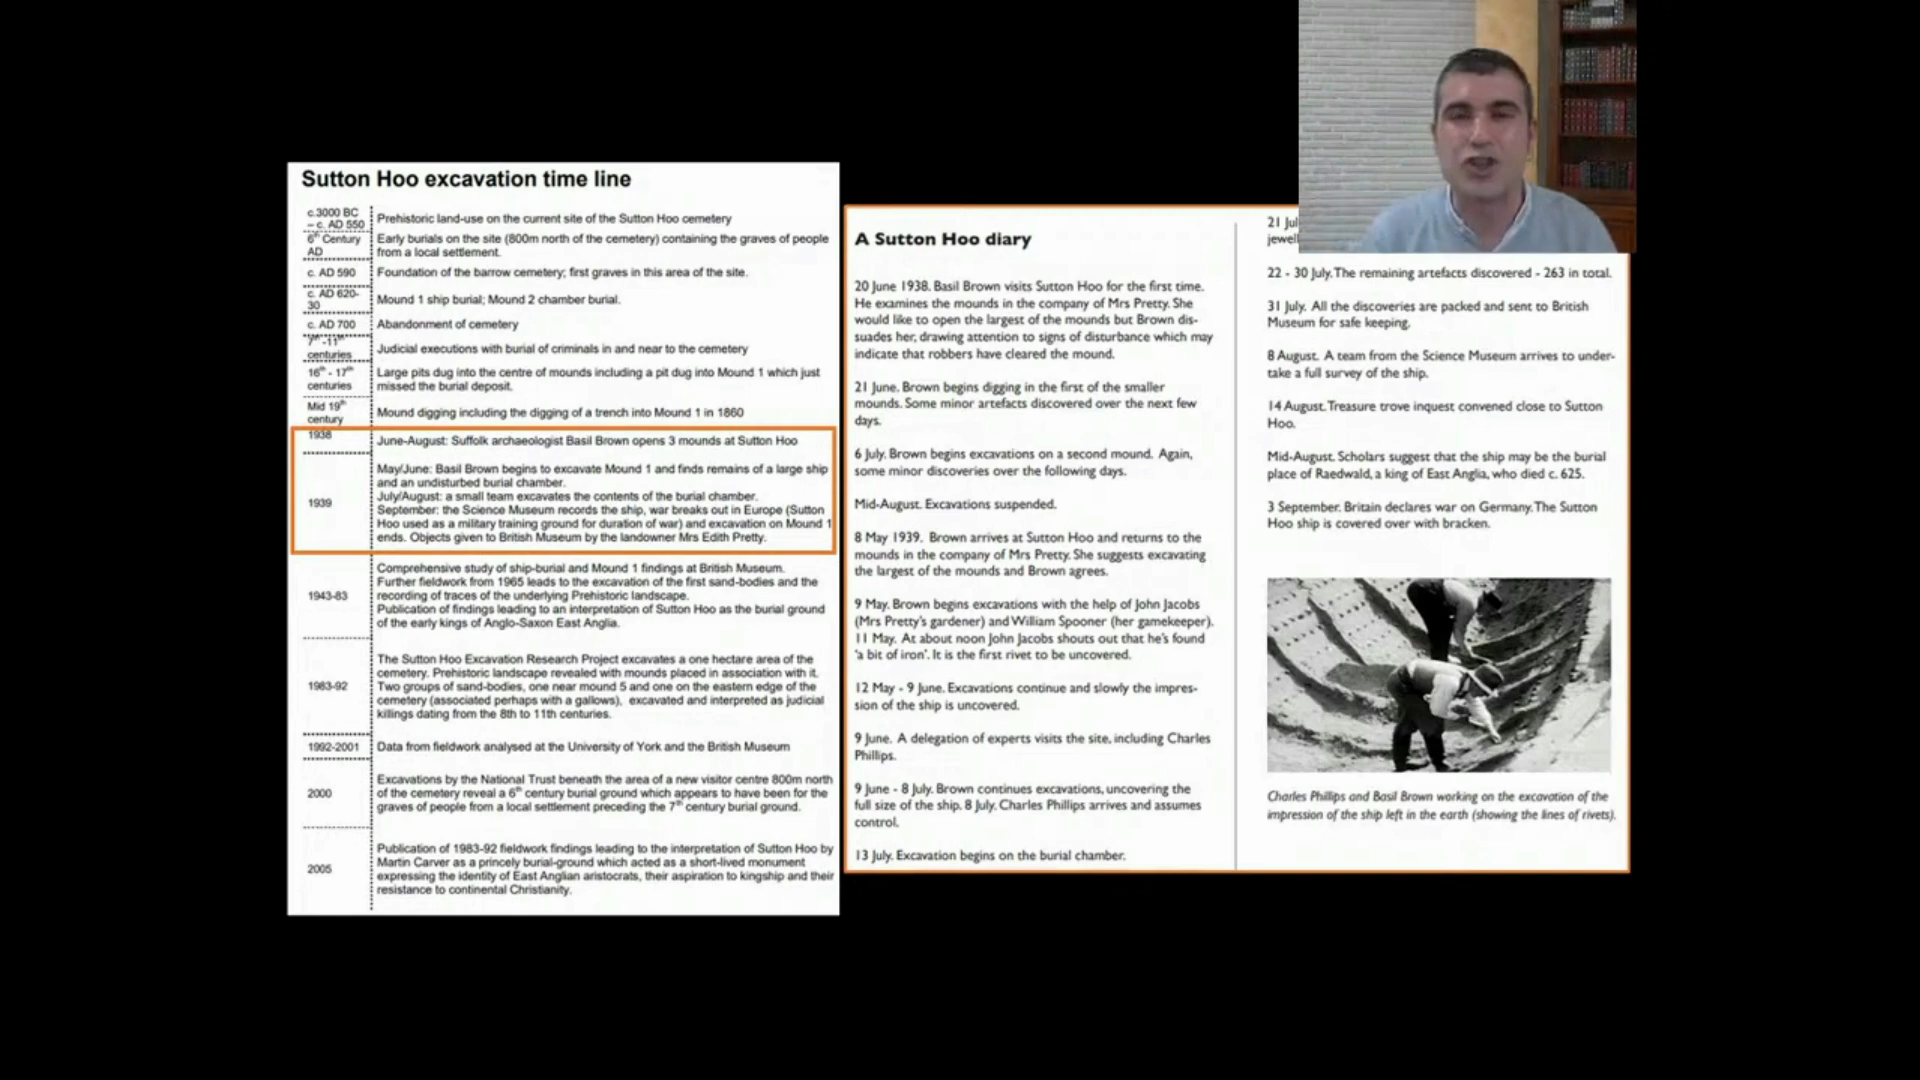 Sutton Hoo excavation time line
c.3000 BC
– c. AD 550
Prehistoric land-use on the current site of the Sutton Hoo cemetery
6th Century
AD
Early burials on the site (800m north of the cemetery) containing the graves of people
from a local settlement.
c. AD 590
Foundation of the barrow cemetery; first graves in this area of the site.
c. AD 620-
30
Mound 1 ship burial; Mound 2 chamber burial.
c. AD 700
Abandonment of cemetery
7th -11th
centuries
Judicial executions with burial of criminals in and near to the cemetery
16th - 17th
centuries
Large pits dug into the centre of mounds including a pit dug into Mound 1 which just
missed the burial deposit.
Mid 19th
century
Mound digging including the digging of a trench into Mound 1 in 1860
1938
June-August: Suffolk archaeologist Basil Brown opens 3 mounds at Sutton Hoo
1939
May/June: Basil Brown begins to excavate Mound 1 and finds remains of a large ship
and an undisturbed burial chamber.
July/August: a small team excavates the contents of the burial chamber.
September: the Science Museum records the ship, war breaks out in Europe (Sutton
Hoo used as a military training ground for duration of war) and excavation on Mound 1
ends. Objects given to British Museum by the landowner Mrs Edith Pretty.
1943-83
Comprehensive study of ship-burial and Mound 1 findings at British Museum.
Further fieldwork from 1965 leads to the excavation of the first sand-bodies and the
recording of traces of the underlying Prehistoric landscape.
Publication of findings leading to an interpretation of Sutton Hoo as the burial ground
of the early kings of Anglo-Saxon East Anglia.
1983-92
The Sutton Hoo Excavation Research Project excavates a one hectare area of the
cemetery. Prehistoric landscape revealed with mounds placed in association with it.
Two groups of sand-bodies, one near mound 5 and one on the eastern edge of the
cemetery (associated perhaps with a gallows), excavated and interpreted as judicial
killings dating from the 8th to 11th centuries.
1992-2001
Data from fieldwork analysed at the University of York and the British Museum
2000
Excavations by the National Trust beneath the area of a new visitor centre 800m north
of the cemetery reveal a 6th century burial ground which appears to have been for the
graves of people from a local settlement preceding the 7th century burial ground.
2005
Publication of 1983-92 fieldwork findings leading to the interpretation of Sutton Hoo by
Martin Carver as a princely burial-ground which acted as a short-lived monument
expressing the identity of East Anglian aristocrats, their aspiration to kingship and their
resistance to continental Christianity.
A Sutton Hoo diary
20 June 1938. Basil Brown visits Sutton Hoo for the first time.
He examines the mounds in the company of Mrs Pretty. She
would like to open the largest of the mounds but Brown dis-
suades her, drawing attention to signs of disturbance which may
indicate that robbers have cleared the mound.
21 June. Brown begins digging in the first of the smaller
mounds. Some minor artefacts discovered over the next few
days.
6 July. Brown begins excavations on a second mound. Again,
some minor discoveries over the following days.
Mid-August. Excavations suspended.
8 May 1939. Brown arrives at Sutton Hoo and returns to the
mounds in the company of Mrs Pretty. She suggests excavating
the largest of the mounds and Brown agrees.
9 May. Brown begins excavations with the help of John Jacobs
(Mrs Pretty's gardener) and William Spooner (her gamekeeper).
11 May. At about noon John Jacobs shouts out that he's found
'a bit of iron'. It is the first rivet to be uncovered.
12 May - 9 June. Excavations continue and slowly the impres-
sion of the ship is uncovered.
9 June. A delegation of experts visits the site, including Charles
Phillips.
9 June - 8 July. Brown continues excavations, uncovering the
full size of the ship. 8 July. Charles Phillips arrives and assumes
control.
13 July. Excavation begins on the burial chamber.
21 Jul
jewel
22 - 30 July. The remaining artefacts discovered - 263 in total.
31 July. All the discoveries are packed and sent to British
Museum for safe keeping.
8 August. A team from the Science Museum arrives to under-
take a full survey of the ship.
14 August. Treasure trove inquest convened close to Sutton
Hoo.
Mid-August. Scholars suggest that the ship may be the burial
place of Raedwald, a king of East Anglia, who died c. 625.
3 September. Britain declares war on Germany. The Sutton
Hoo ship is covered over with bracken.
Charles Phillips and Basil Brown working on the excavation of the
impression of the ship left in the earth (showing the lines of rivets).